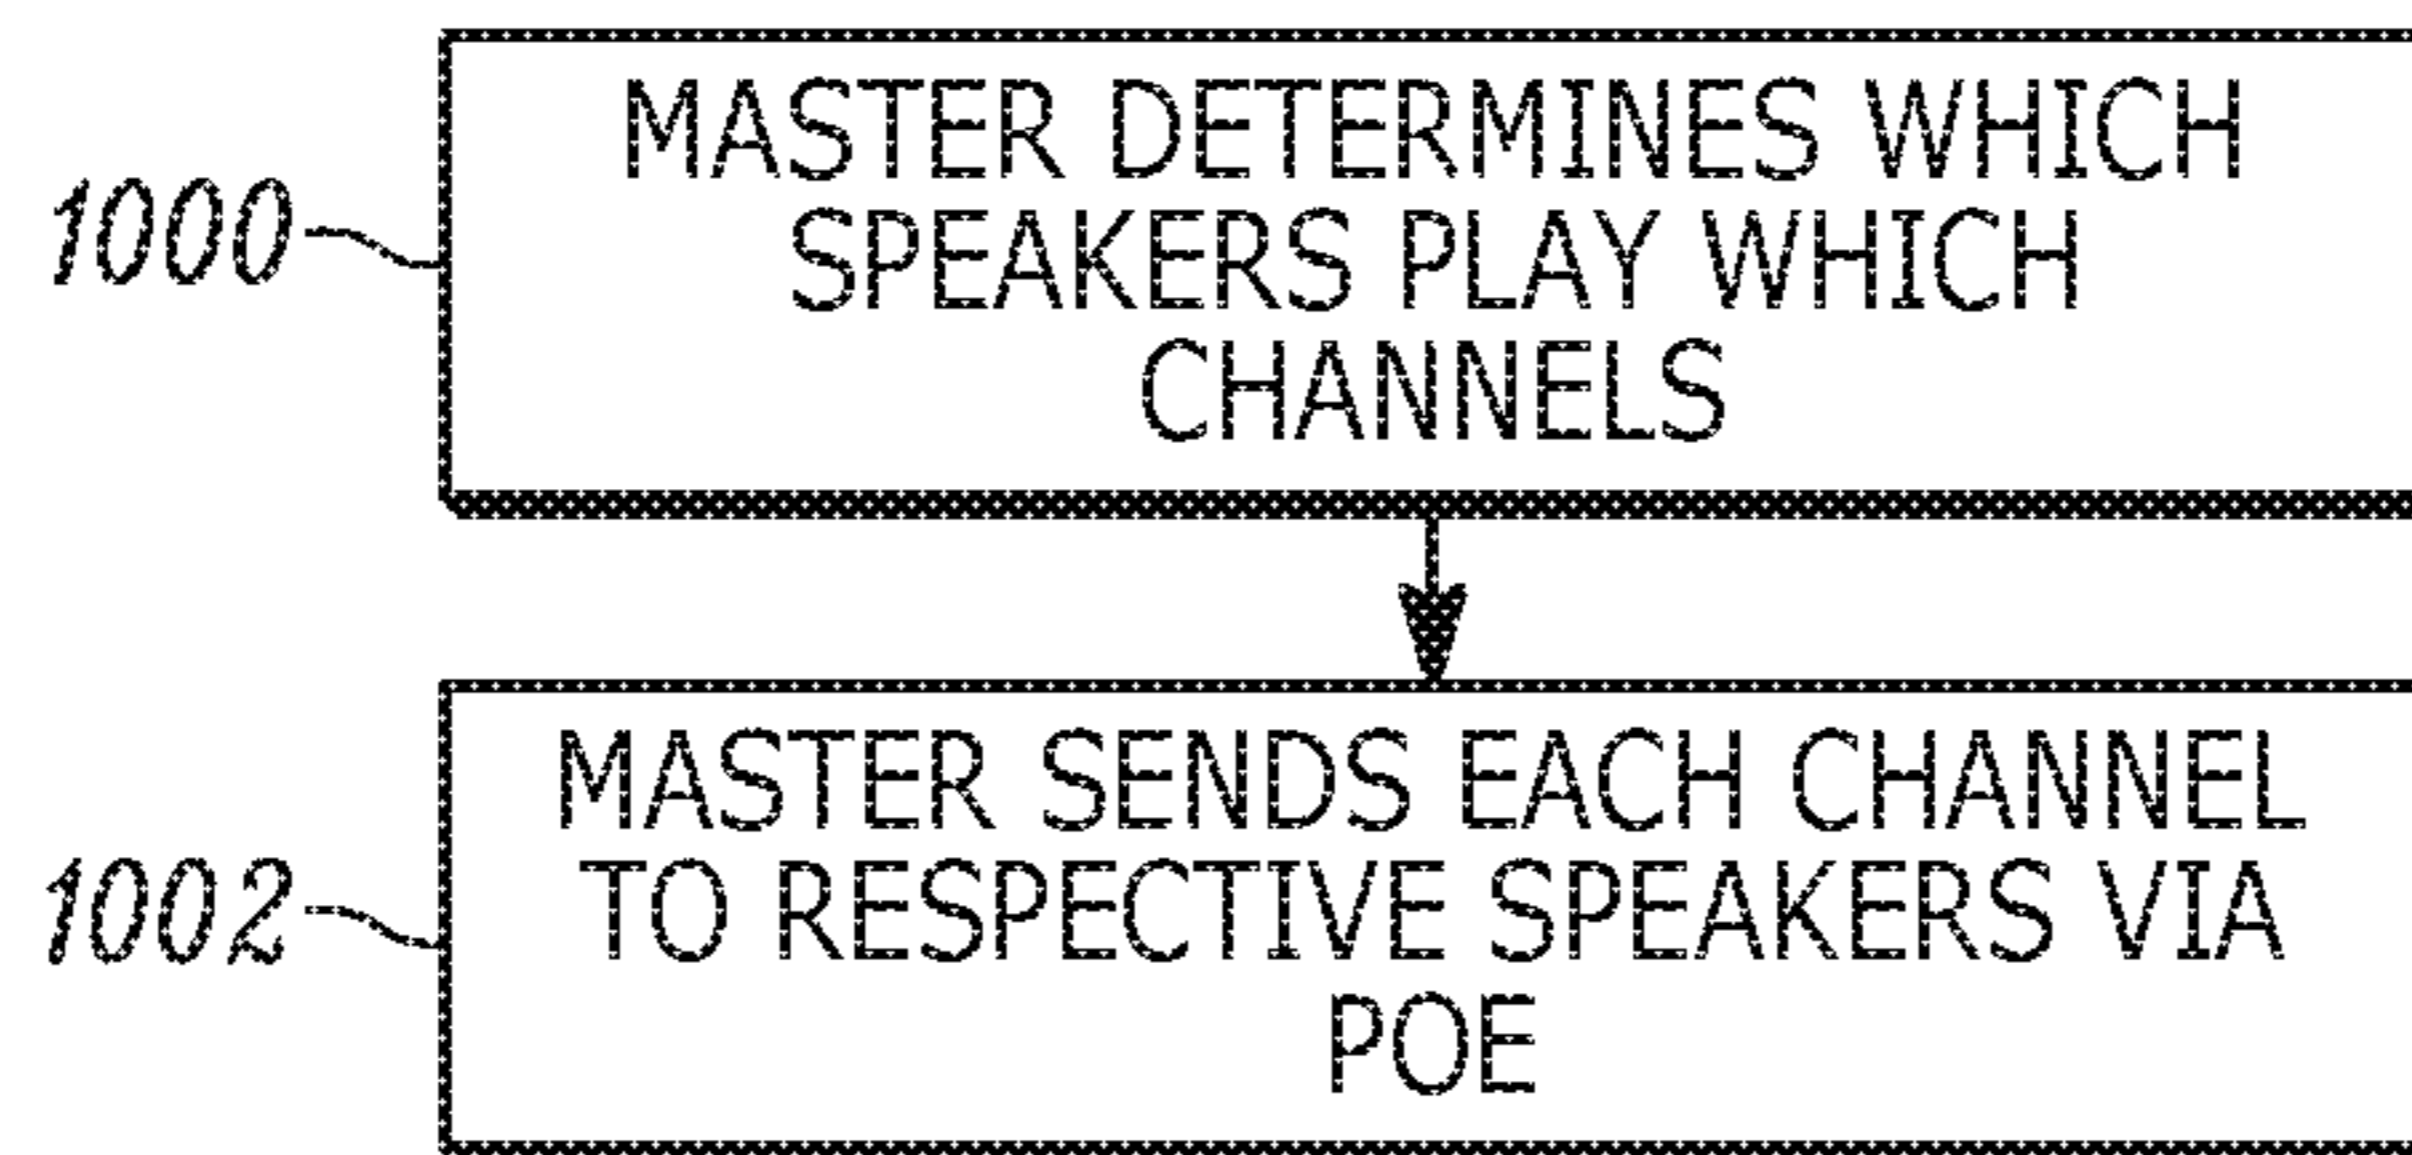 MASTER DETERMINES WHICH
SPEAKERS PLAY WHICH
CHANNELS
1000
MASTER SENDS EACH CHANNEL
TO RESPECTIVE SPEAKERS VIA
POE
1002